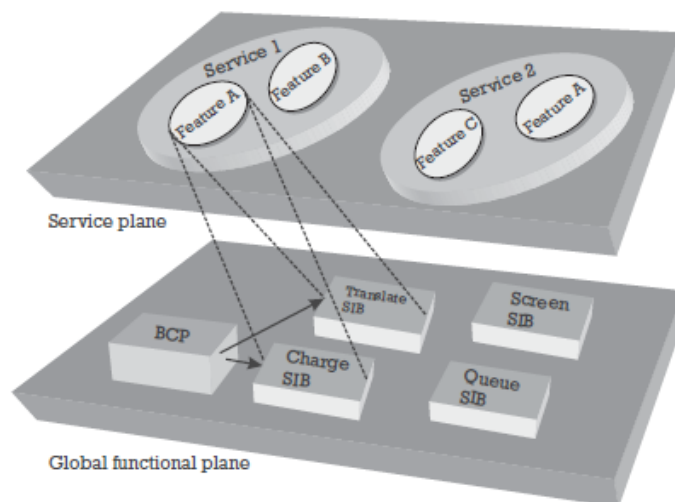 Service 1
Feature A
Feature B
Service 2
Feature C
Feature A
Service plane
Translate
SIB
Screen
SIB
BCP
Charge
SIB
Queue
SIB
Global functional plane